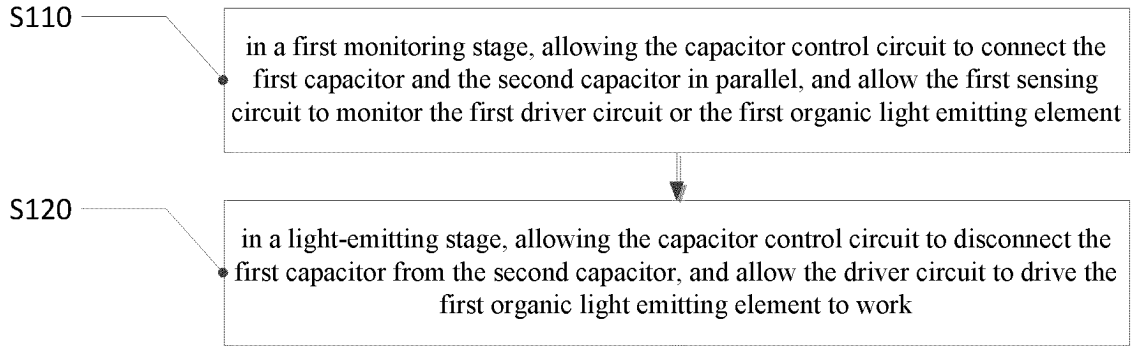 S110
in a first monitoring stage, allowing the capacitor control circuit to connect the
first capacitor and the second capacitor in parallel, and allow the first sensing
circuit to monitor the first driver circuit or the first organic light emitting element
S120
in a light-emitting stage, allowing the capacitor control circuit to disconnect the
first capacitor from the second capacitor, and allow the driver circuit to drive the
first organic light emitting element to work